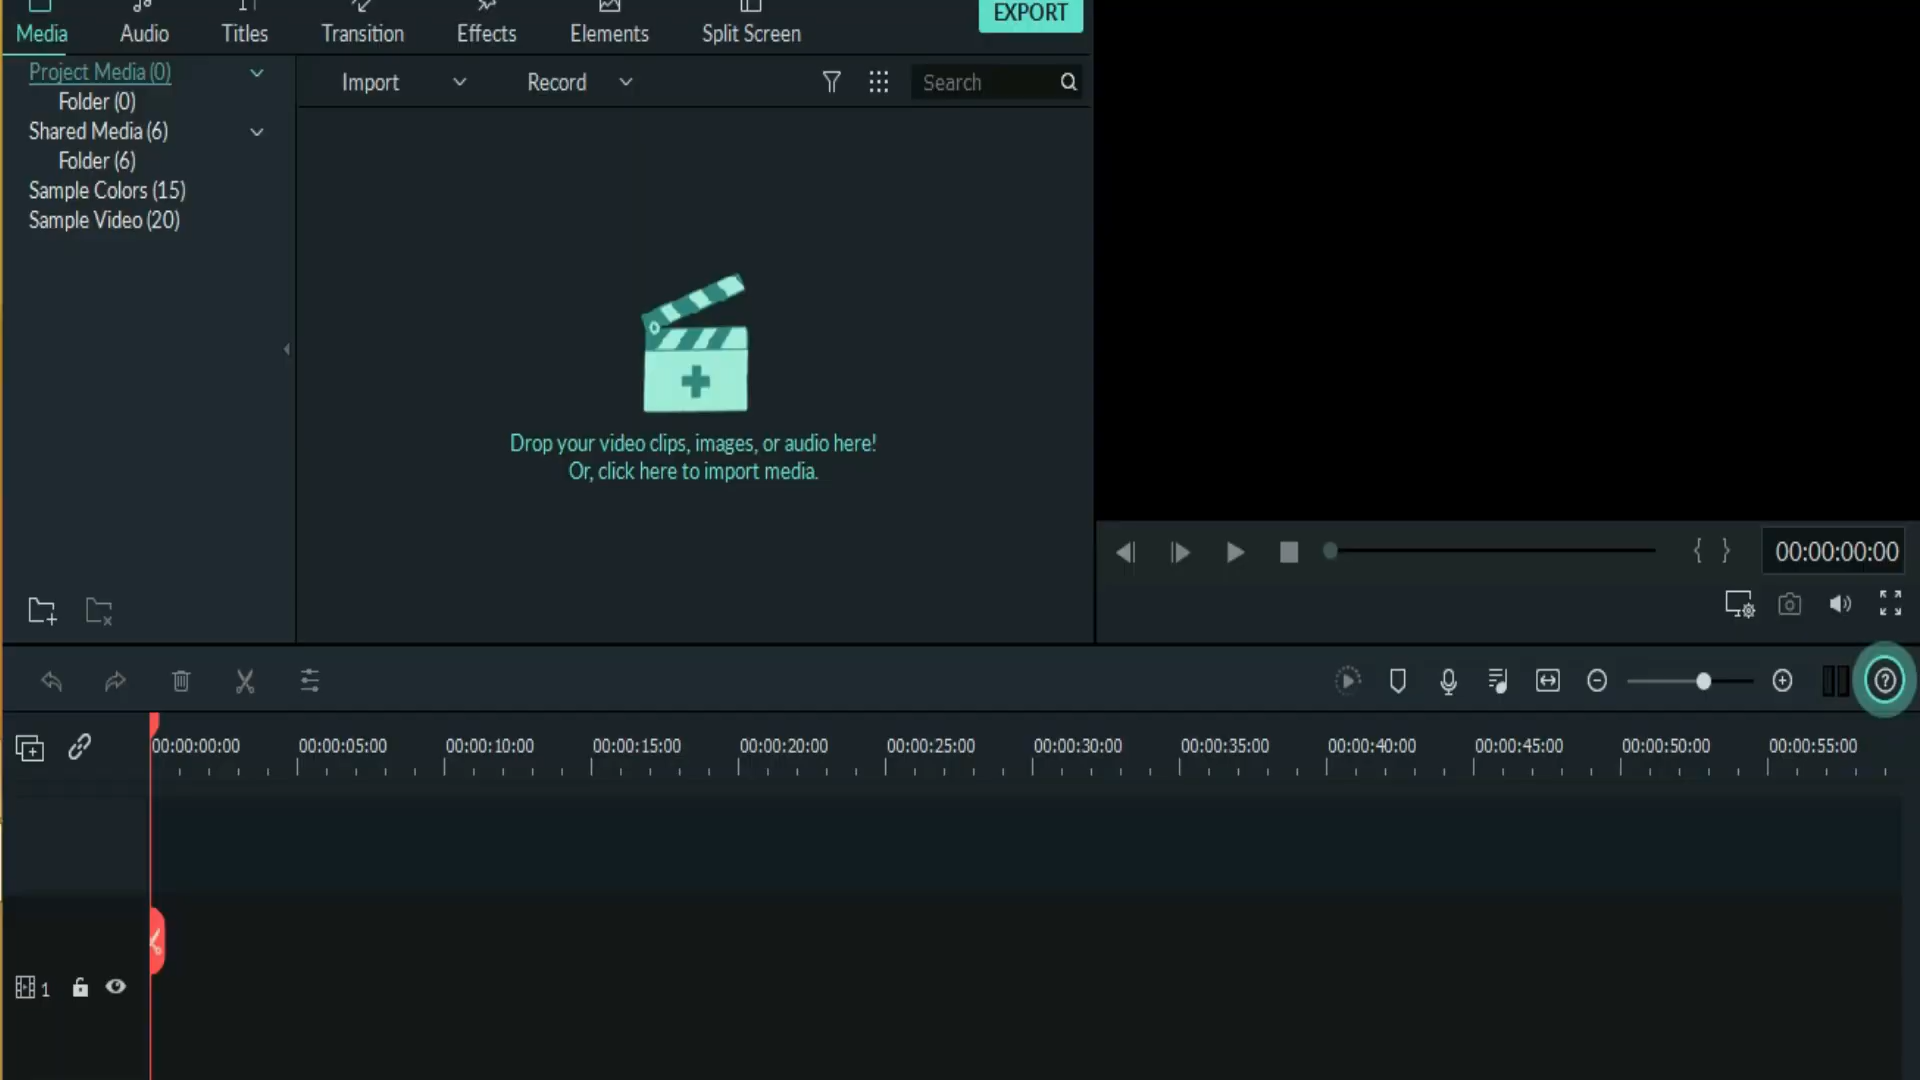 EXPORT
Media Audio Titles Transition Effects Elements Split Screen
Project Media (0)
Folder (0)
Shared Media (6)
Folder (6)
Sample Colors (15)
Sample Video (20)
Import Record Search
Drop your video clips, images, or audio here!
Or, click here to import media.
{ } 00:00:00:00
00:00:00:00 00:00:05:00 00:00:10:00 00:00:15:00 00:00:20:00 00:00:25:00 00:00:30:00 00:00:35:00 00:00:40:00 00:00:45:00 00:00:50:00 00:00:55:00
1